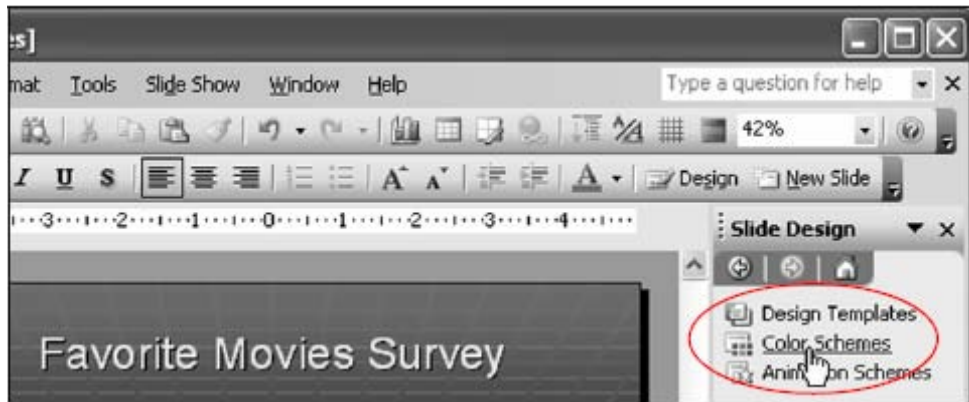 es]
mat Tools Slide Show Window Help Type a question for help
42%
I U S A A A Design New Slide
3 2 1 0 1 2 3 4
Slide Design
Design Templates
Favorite Movies Survey
Color Schemes
Animation Schemes